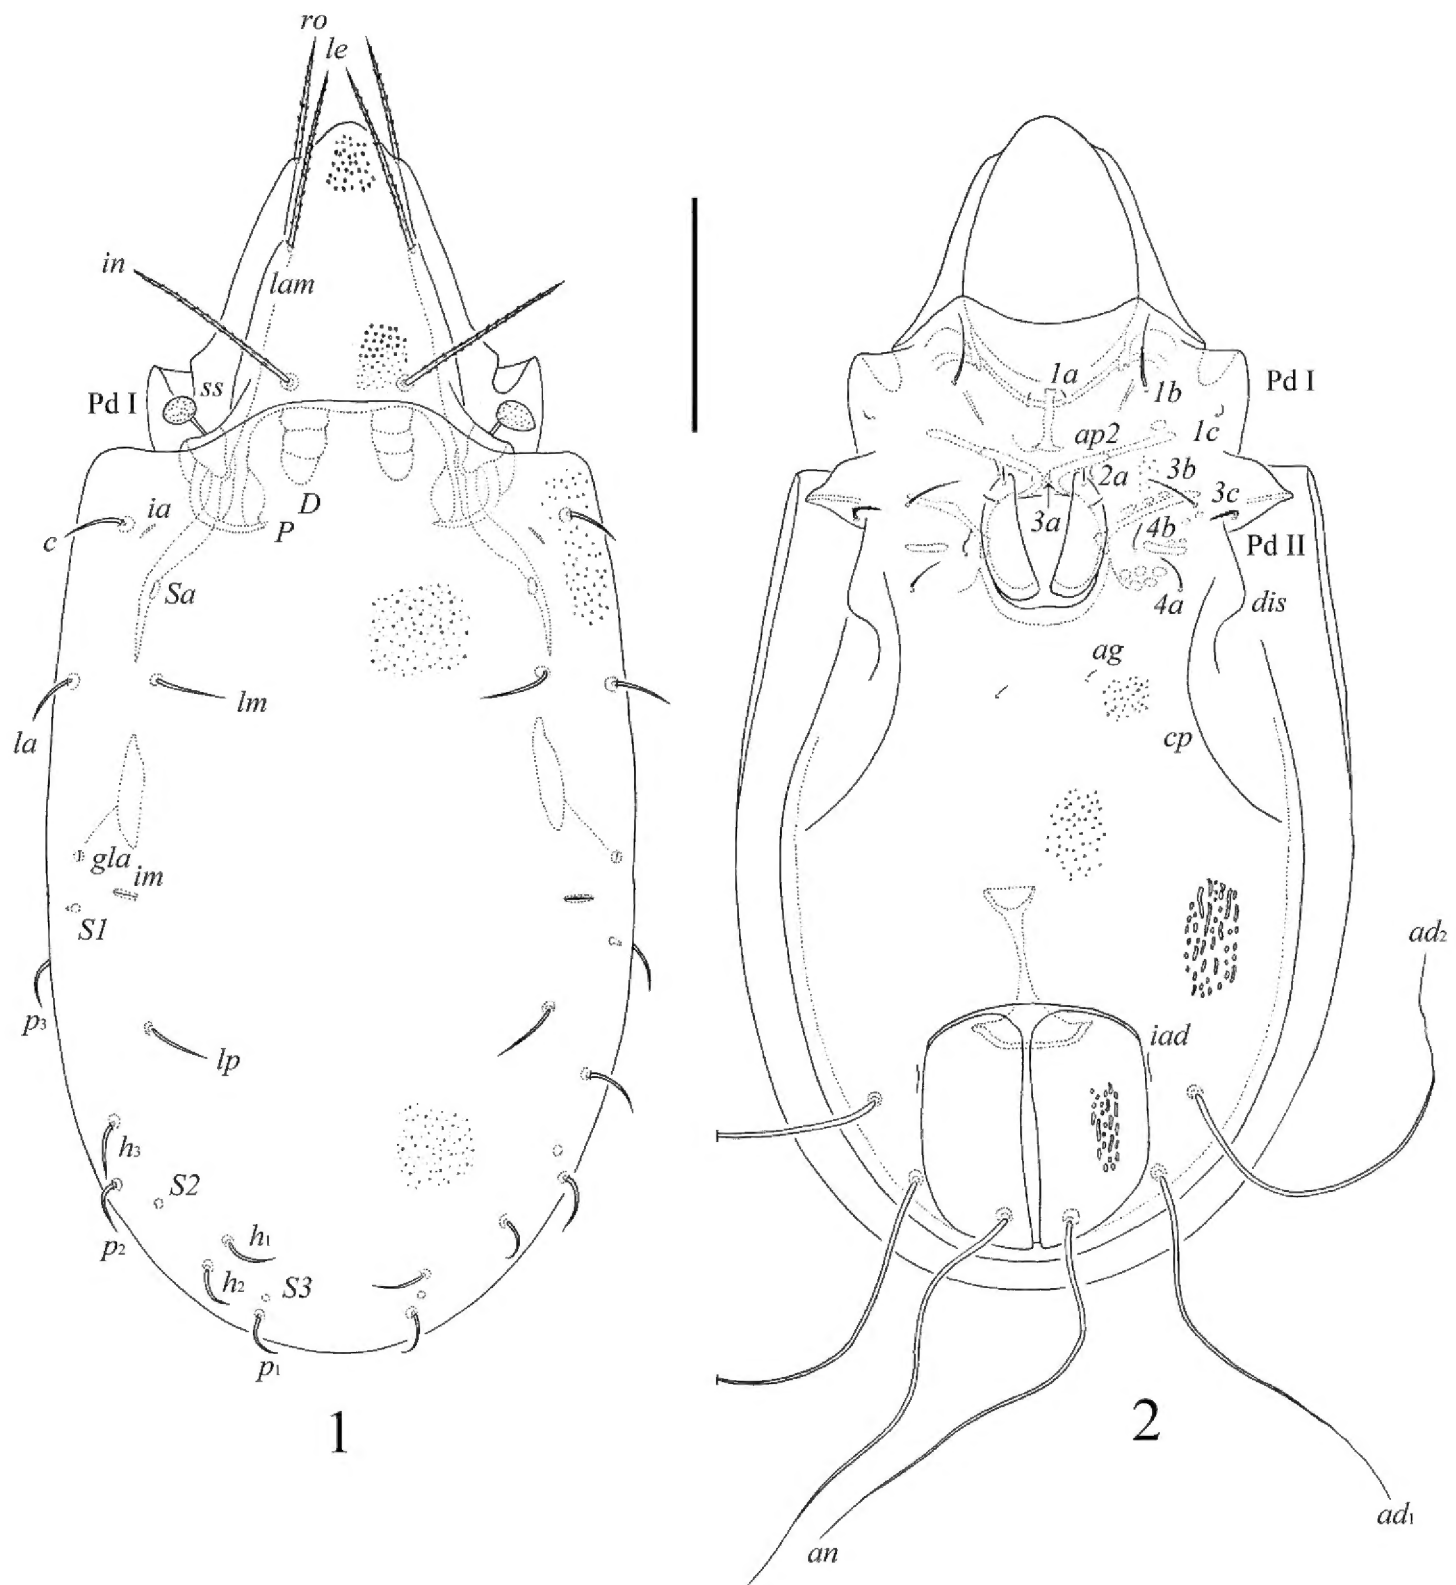 ro
le
in
lam
Pd I
ss
D
P
ia
c
Sa
lm
la
gla
im
S1
p3
lp
h3
S2
p2
h1
h2
S3
p1
1
1a
1b
Pd I
ap2
1c
2a
3b
3c
3a
4b
Pd II
4a
dis
ag
cp
ad2
iad
2
an
ad1